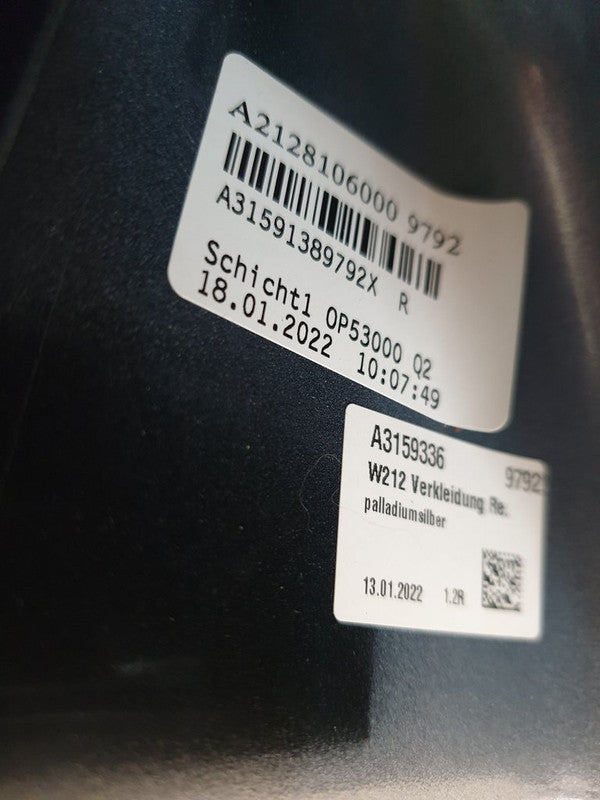 A2128106000 9792
A31591389792X R
Schicht1 OP53000 Q2
18.01.2022 10:07:49
A3159336 9792
W212 Verkleidung Re.
palladiumsilber
13.01.2022 1.2R